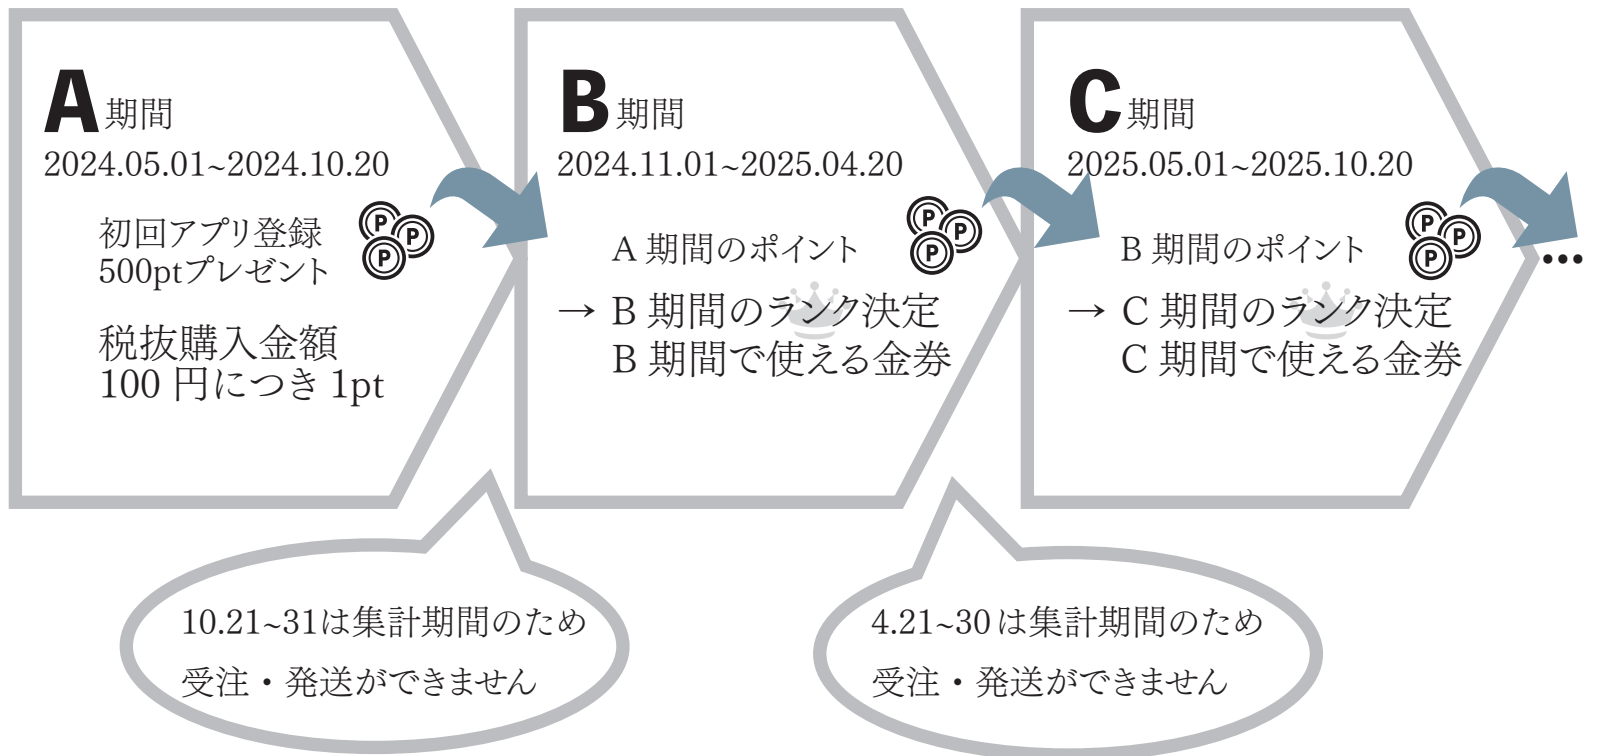 A期間
2024.05.01~2024.10.20
初回アプリ登録
500ptプレゼント
税抜購入金額
100 円につき 1pt
P
P
P
B期間
2024.11.01~2025.04.20
A 期間のポイント
→ B 期間のランク決定
B 期間で使える金券
P
P
P
C期間
2025.05.01~2025.10.20
B 期間のポイント
→ C 期間のランク決定
C 期間で使える金券
P
P
P
...
10.21~31は集計期間のため
受注・発送ができません
4.21~30は集計期間のため
受注・発送ができません